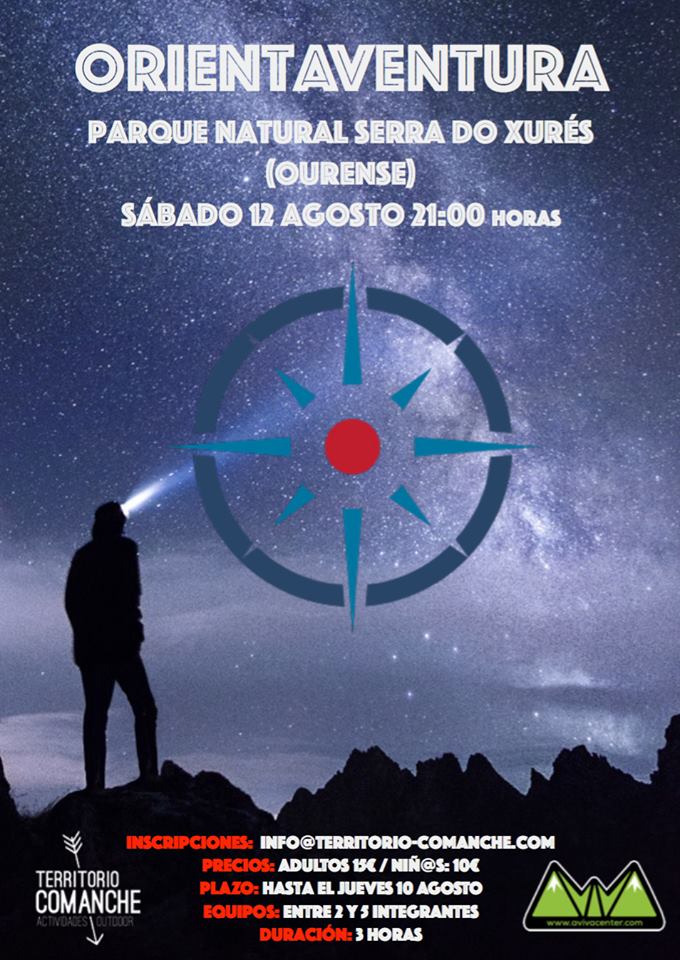 ORIENTAVENTURA
PARQUE NATURAL SERRA DO XURÉS
(OURENSE)
SÁBADO 12 AGOSTO 21:00 HORAS
INSCRIPCIONES: INFO@TERRITORIO-COMANCHE.COM
PRECIOS: ADULTOS 15€ / NIÑ@S: 10€
PLAZO: HASTA EL JUEVES 10 AGOSTO
EQUIPOS: ENTRE 2 Y 5 INTEGRANTES
DURACIÓN: 3 HORAS
TERRITORIO
COMANCHE
ACTIVIDADES OUTDOOR
AVIVA
www.avivacenter.com